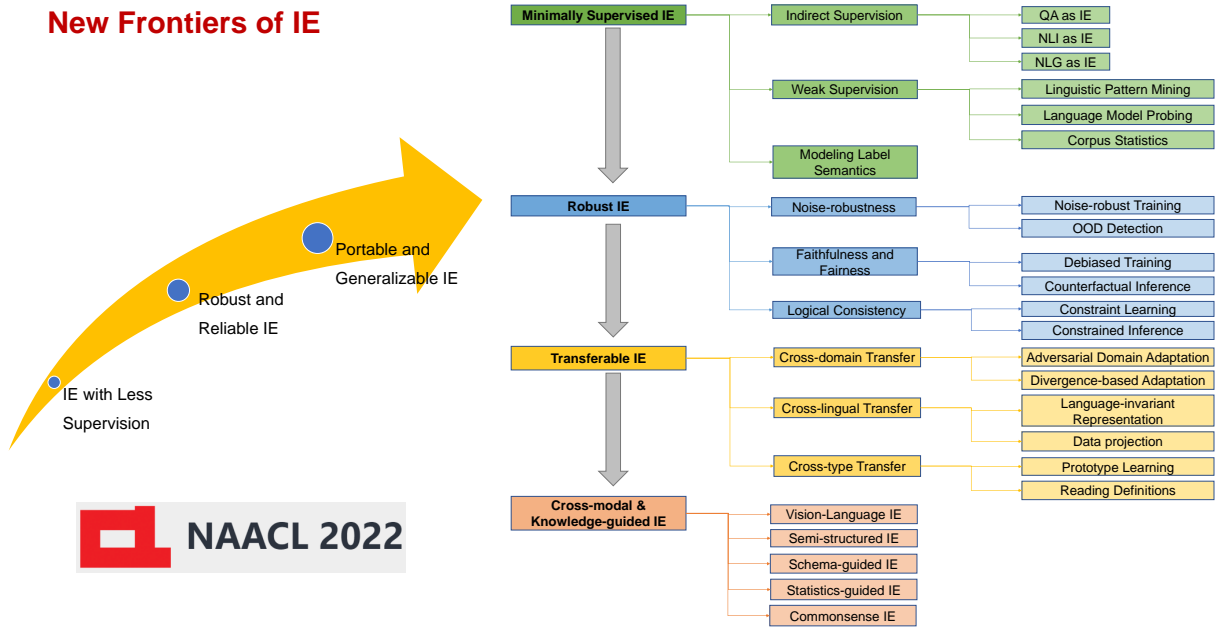 New Frontiers of IE
Portable and
Generalizable IE
Robust and
Reliable IE
IE with Less
Supervision
NAACL 2022
Minimally Supervised IE
Indirect Supervision
QA as IE
NLI as IE
NLG as IE
Weak Supervision
Linguistic Pattern Mining
Language Model Probing
Corpus Statistics
Modeling Label
Semantics
Robust IE
Noise-robustness
Noise-robust Training
OOD Detection
Faithfulness and
Fairness
Debiased Training
Counterfactual Inference
Logical Consistency
Constraint Learning
Constrained Inference
Transferable IE
Cross-domain Transfer
Adversarial Domain Adaptation
Divergence-based Adaptation
Cross-lingual Transfer
Language-invariant
Representation
Data projection
Cross-type Transfer
Prototype Learning
Reading Definitions
Cross-modal &
Knowledge-guided IE
Vision-Language IE
Semi-structured IE
Schema-guided IE
Statistics-guided IE
Commonsense IE